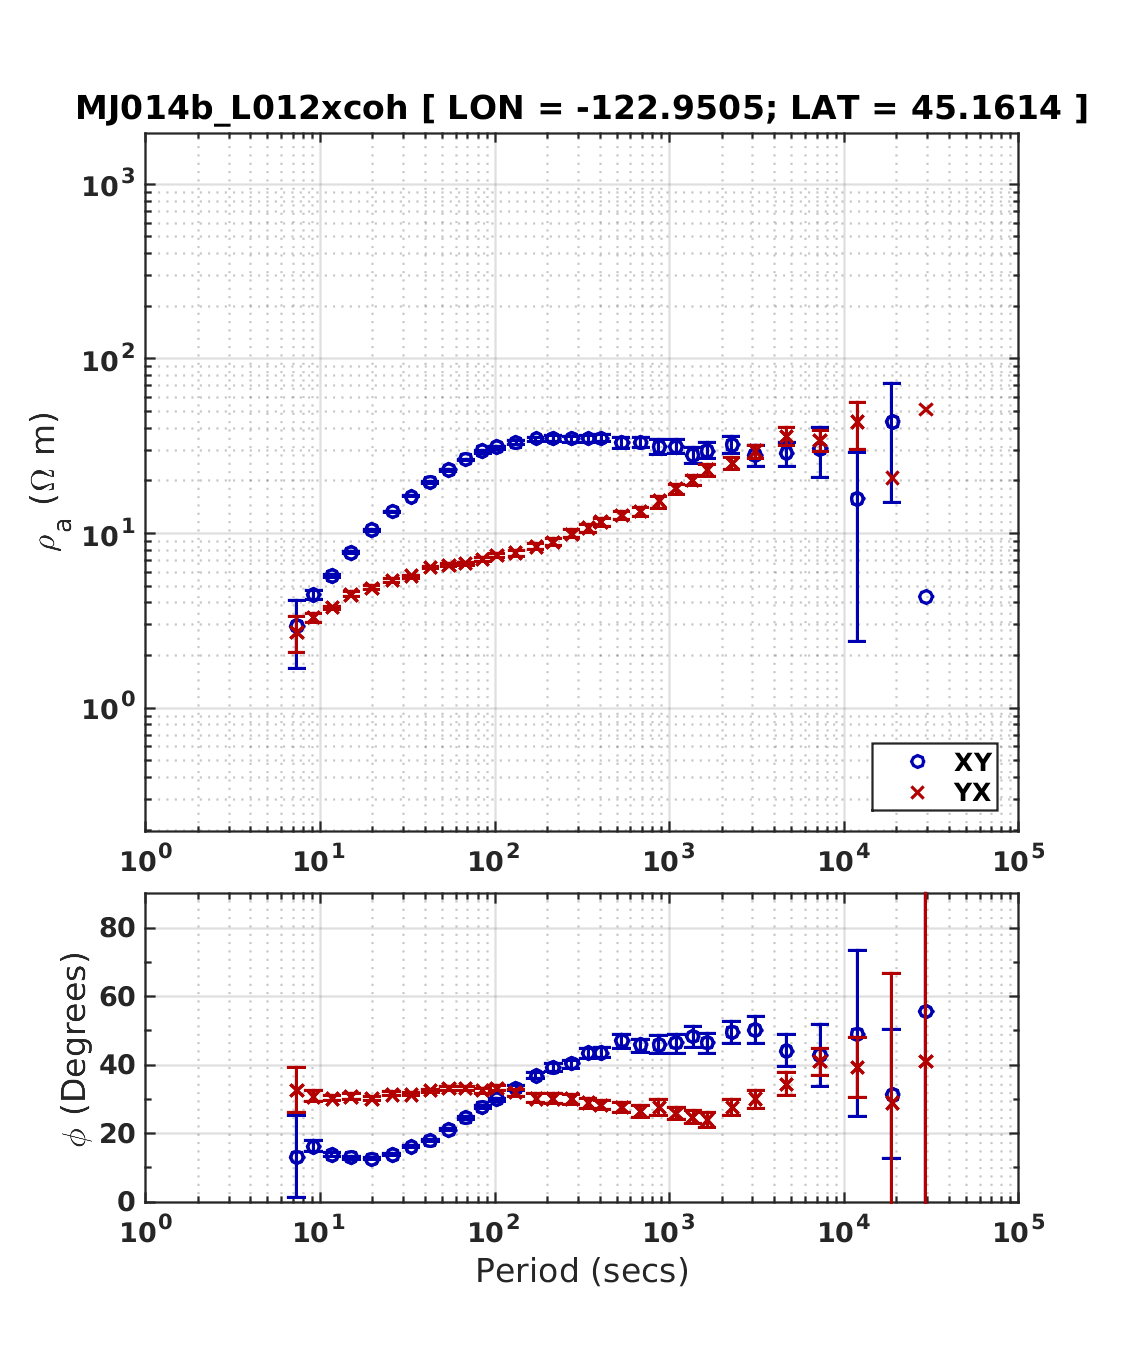 MJ014b_L012xcoh [ LON = -122.9505; LAT = 45.1614 ]
10³
10²
10¹
10⁰
ρₐ (Ω m)
XY
YX
10⁰ 10¹ 10² 10³ 10⁴ 10⁵
80
60
40
20
0
ϕ (Degrees)
10⁰ 10¹ 10² 10³ 10⁴ 10⁵
Period (secs)